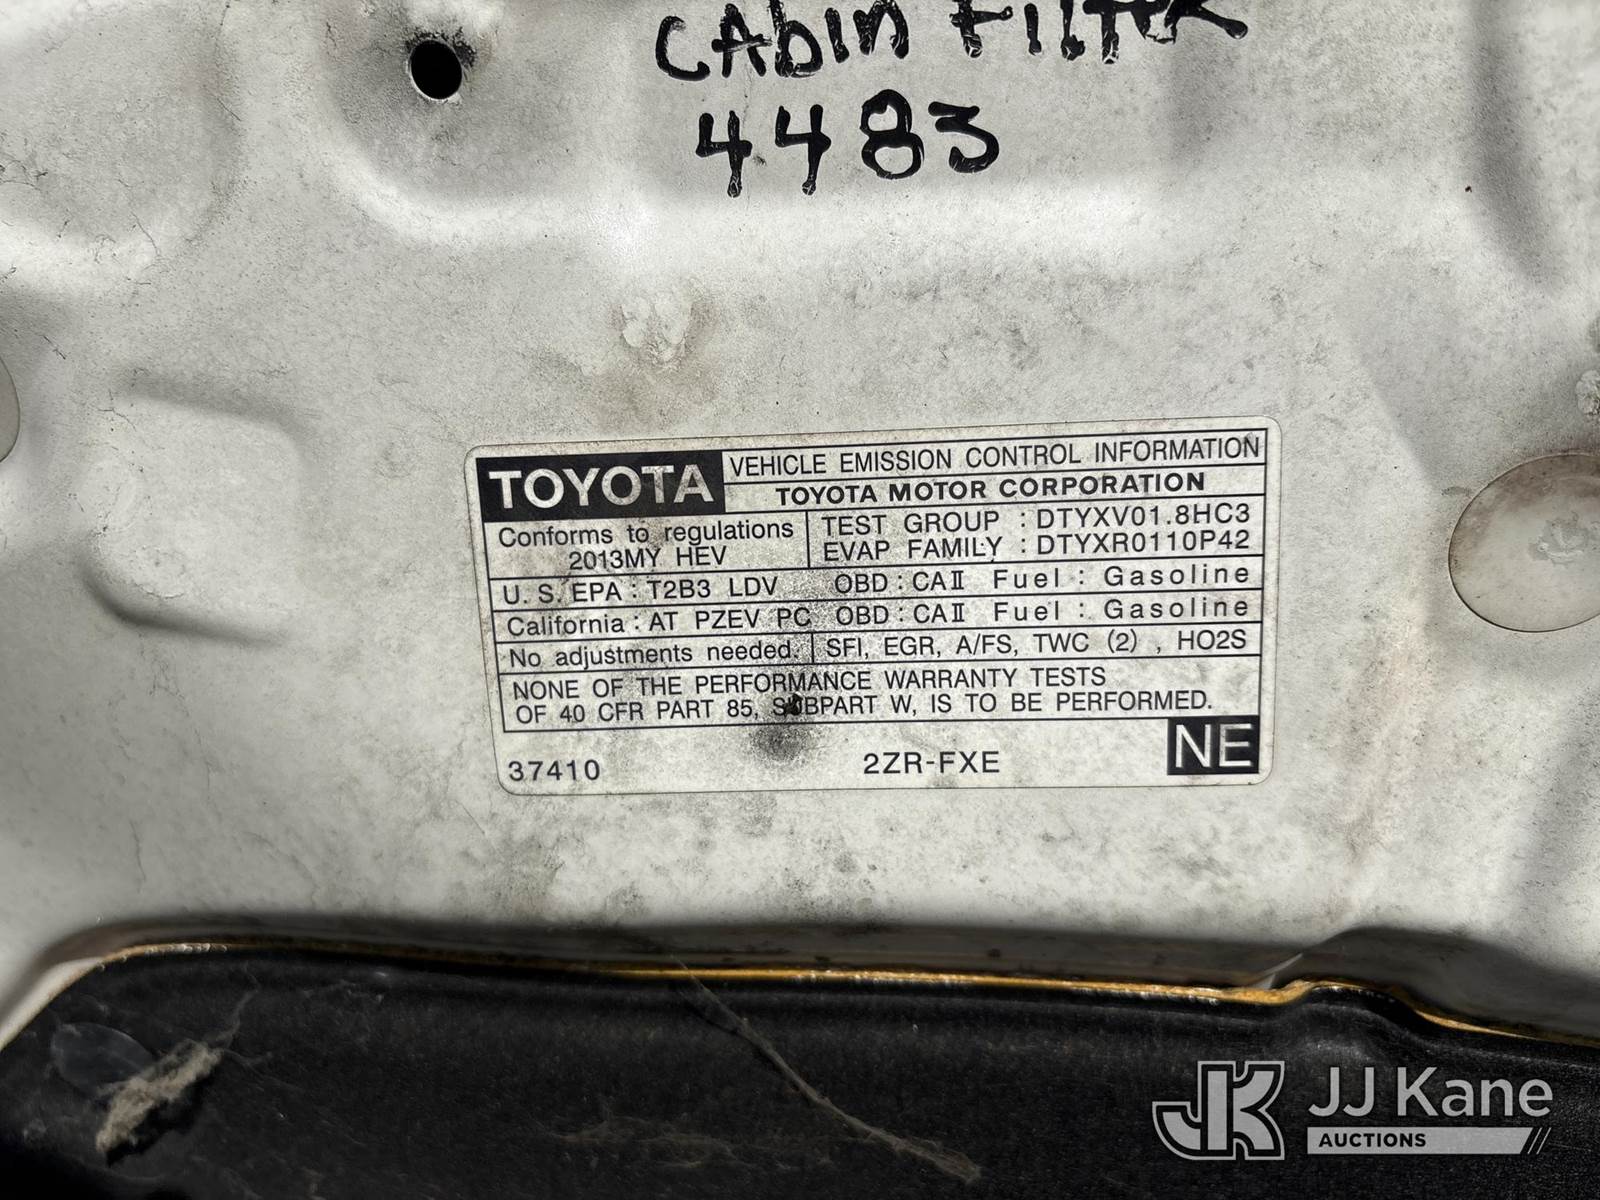 CAbin FilTER
4483
TOYOTA
VEHICLE EMISSION CONTROL INFORMATION
TOYOTA MOTOR CORPORATION
Conforms to regulations
2013MY HEV
TEST GROUP : DTYXV01.8HC3
EVAP FAMILY : DTYXR0110P42
U. S. EPA : T2B3 LDV OBD : CAII Fuel : Gasoline
California : AT PZEV PC OBD : CAII Fuel : Gasoline
No adjustments needed. SFI, EGR, A/FS, TWC (2) , HO2S
NONE OF THE PERFORMANCE WARRANTY TESTS
OF 40 CFR PART 85, SUBPART W, IS TO BE PERFORMED.
37410 2ZR-FXE NE
JK JJ Kane
AUCTIONS